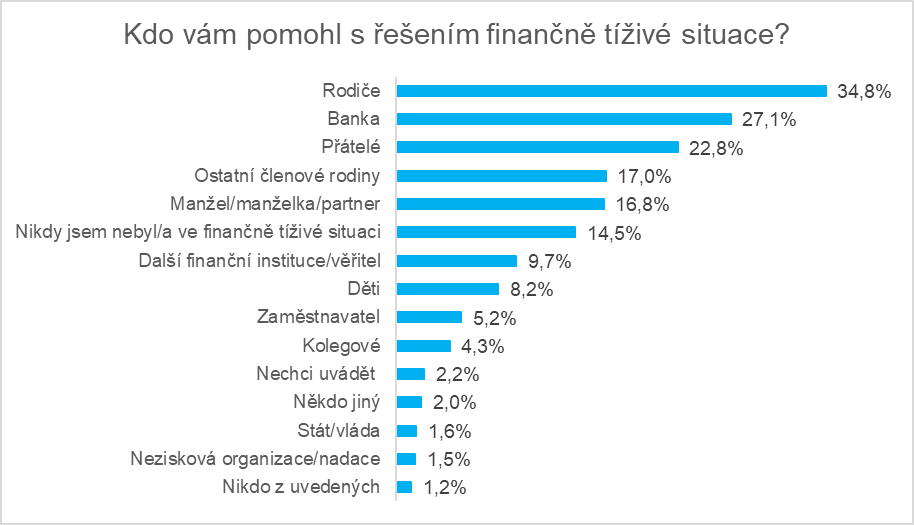 Kdo vám pomohl s řešením finančně tíživé situace?
Rodiče 34,8%
Banka 27,1%
Přátelé 22,8%
Ostatní členové rodiny 17,0%
Manžel/manželka/partner 16,8%
Nikdy jsem nebyl/a ve finančně tíživé situaci 14,5%
Další finanční instituce/věřitel 9,7%
Děti 8,2%
Zaměstnavatel 5,2%
Kolegové 4,3%
Nechci uvádět 2,2%
Někdo jiný 2,0%
Stát/vláda 1,6%
Nezisková organizace/nadace 1,5%
Nikdo z uvedených 1,2%